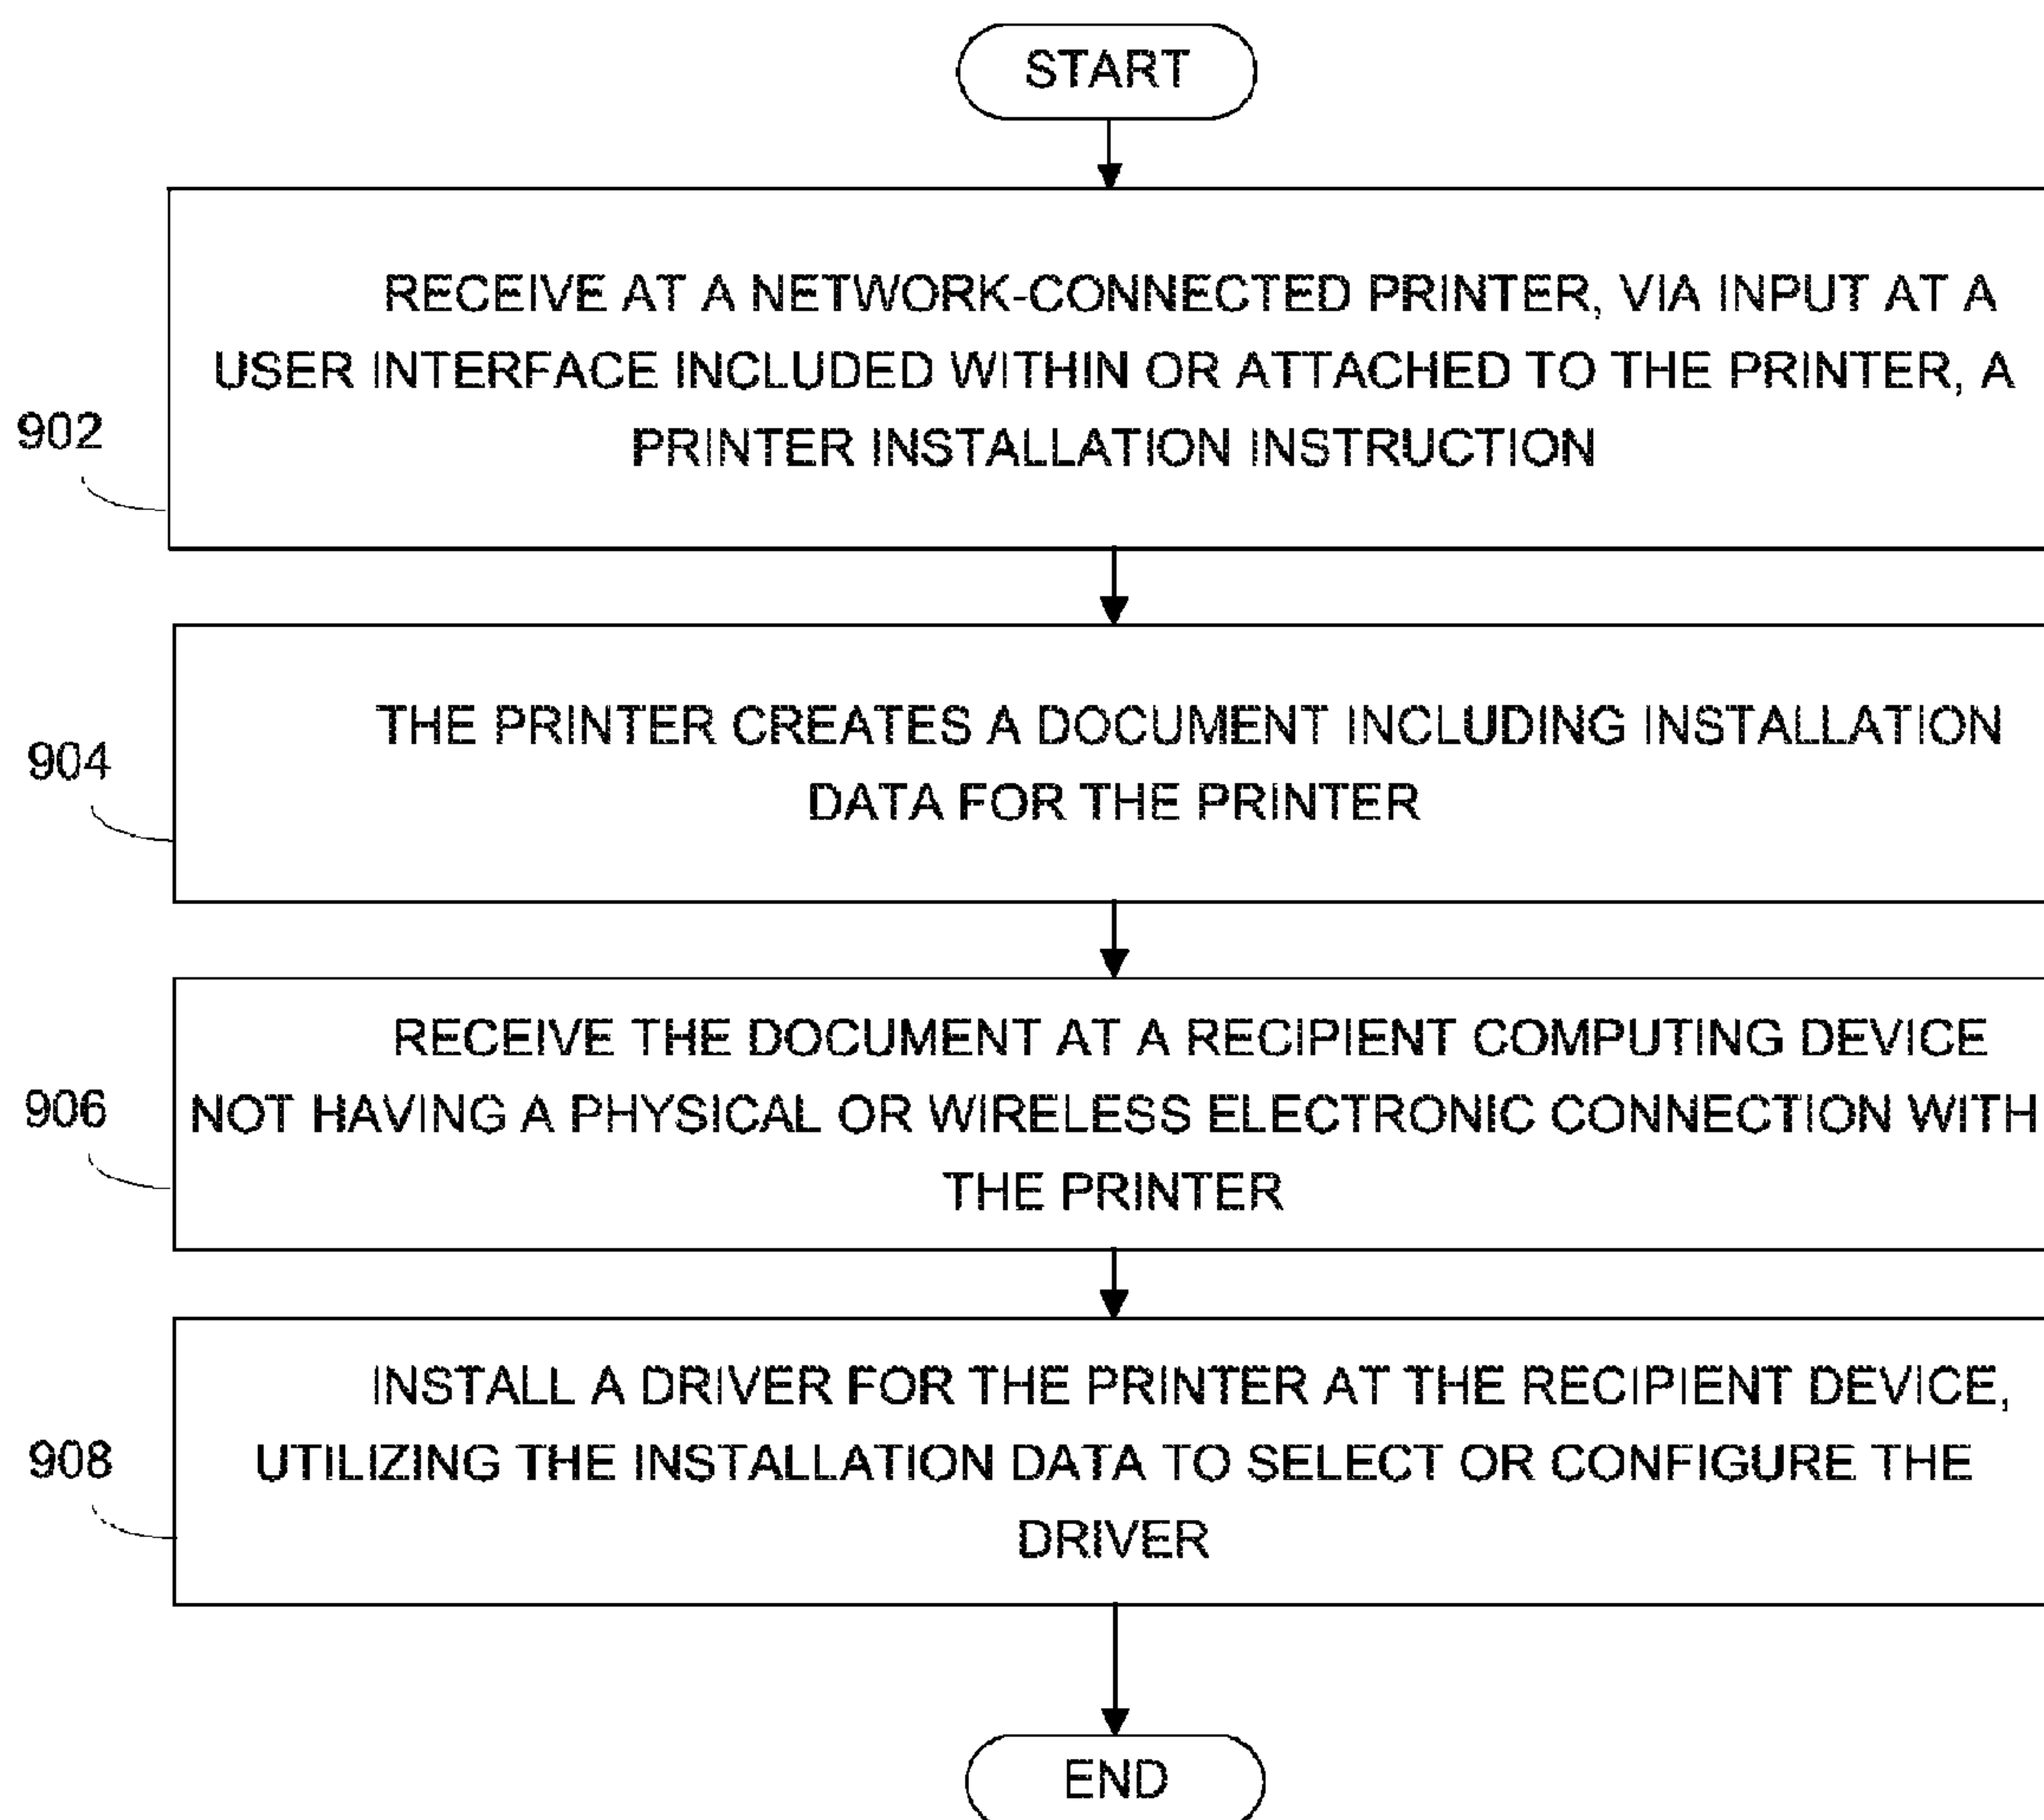 START
RECEIVE AT A NETWORK-CONNECTED PRINTER, VIA INPUT AT A
USER INTERFACE INCLUDED WITHIN OR ATTACHED TO THE PRINTER, A
PRINTER INSTALLATION INSTRUCTION
902
THE PRINTER CREATES A DOCUMENT INCLUDING INSTALLATION
DATA FOR THE PRINTER
904
RECEIVE THE DOCUMENT AT A RECIPIENT COMPUTING DEVICE
NOT HAVING A PHYSICAL OR WIRELESS ELECTRONIC CONNECTION WITH
THE PRINTER
906
INSTALL A DRIVER FOR THE PRINTER AT THE RECIPIENT DEVICE,
UTILIZING THE INSTALLATION DATA TO SELECT OR CONFIGURE THE
DRIVER
908
END